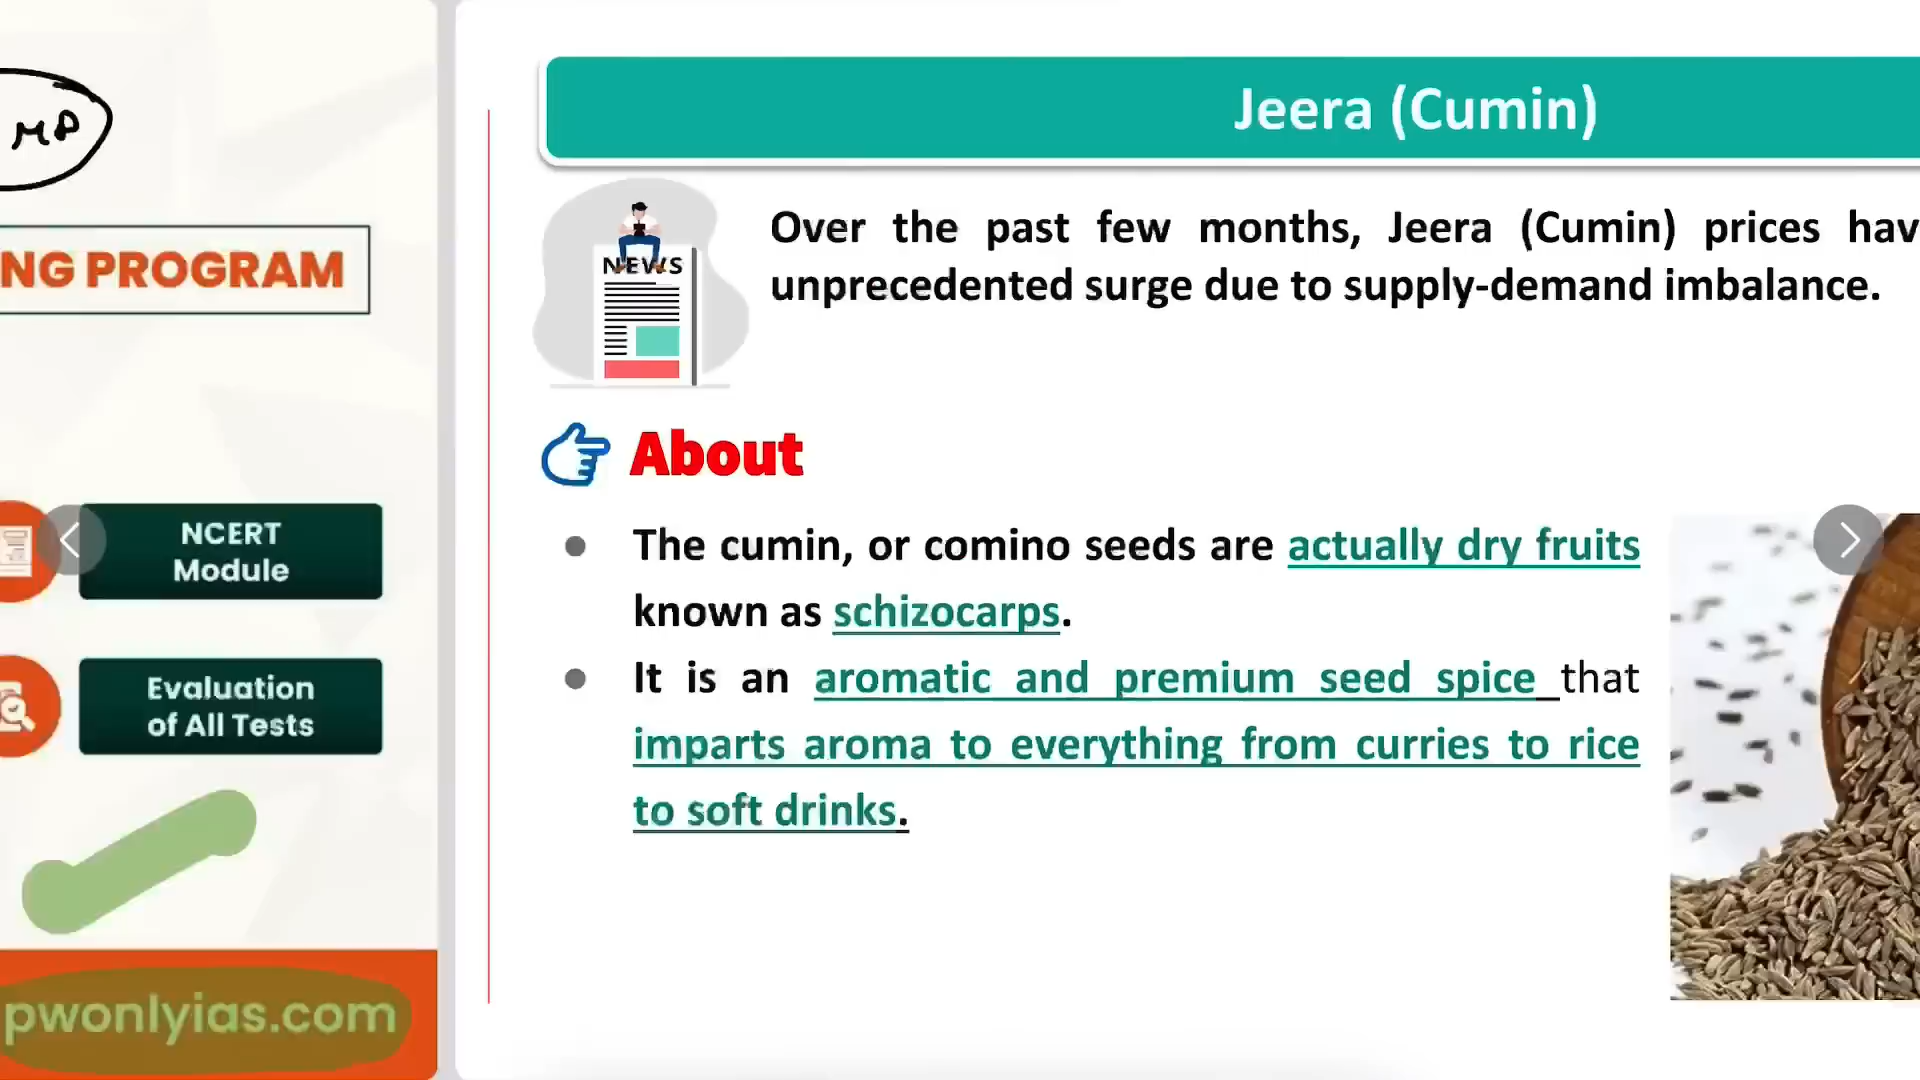 MP
NG PROGRAM
NCERT
Module
Evaluation
of All Tests
pwonlyias.com
Jeera (Cumin)
NEWS
Over the past few months, Jeera (Cumin) prices hav
unprecedented surge due to supply-demand imbalance.
About
The cumin, or comino seeds are actually dry fruits
known as schizocarps.
It is an aromatic and premium seed spice that
imparts aroma to everything from curries to rice
to soft drinks.